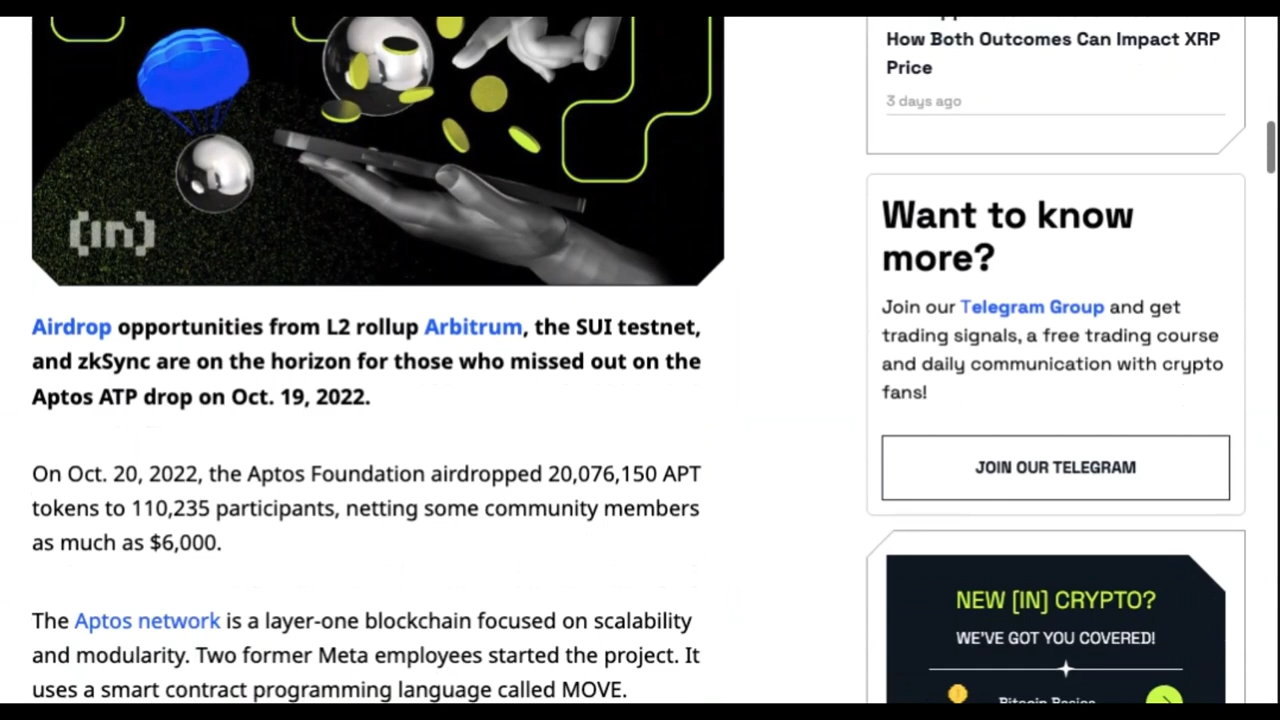 [in]
Airdrop opportunities from L2 rollup Arbitrum, the SUI testnet,
and zkSync are on the horizon for those who missed out on the
Aptos ATP drop on Oct. 19, 2022.
On Oct. 20, 2022, the Aptos Foundation airdropped 20,076,150 APT
tokens to 110,235 participants, netting some community members
as much as $6,000.
The Aptos network is a layer-one blockchain focused on scalability
and modularity. Two former Meta employees started the project. It
uses a smart contract programming language called MOVE.
How Both Outcomes Can Impact XRP
Price
3 days ago
Want to know
more?
Join our Telegram Group and get
trading signals, a free trading course
and daily communication with crypto
fans!
JOIN OUR TELEGRAM
NEW [IN] CRYPTO?
WE'VE GOT YOU COVERED!
Bitcoin Basics